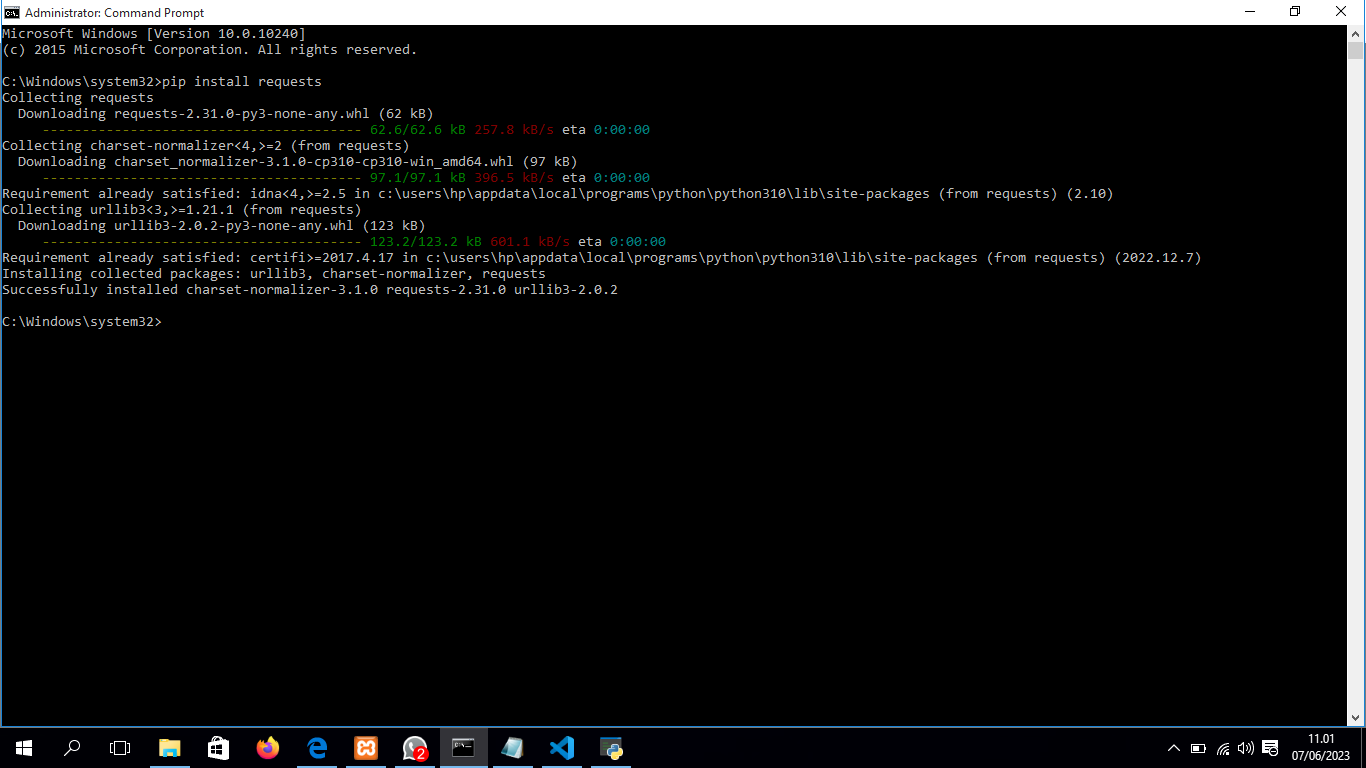 Administrator: Command Prompt
Microsoft Windows [Version 10.0.10240]
(c) 2015 Microsoft Corporation. All rights reserved.
C:\Windows\system32>pip install requests
Collecting requests
Downloading requests-2.31.0-py3-none-any.whl (62 kB)
---------------------------------------- 62.6/62.6 kB 257.8 kB/s eta 0:00:00
Collecting charset-normalizer<4,>=2 (from requests)
Downloading charset_normalizer-3.1.0-cp310-cp310-win_amd64.whl (97 kB)
---------------------------------------- 97.1/97.1 kB 396.5 kB/s eta 0:00:00
Requirement already satisfied: idna<4,>=2.5 in c:\users\hp\appdata\local\programs\python\python310\lib\site-packages (from requests) (2.10)
Collecting urllib3<3,>=1.21.1 (from requests)
Downloading urllib3-2.0.2-py3-none-any.whl (123 kB)
---------------------------------------- 123.2/123.2 kB 601.1 kB/s eta 0:00:00
Requirement already satisfied: certifi>=2017.4.17 in c:\users\hp\appdata\local\programs\python\python310\lib\site-packages (from requests) (2022.12.7)
Installing collected packages: urllib3, charset-normalizer, requests
Successfully installed charset-normalizer-3.1.0 requests-2.31.0 urllib3-2.0.2
C:\Windows\system32>
2
11.01
07/06/2023